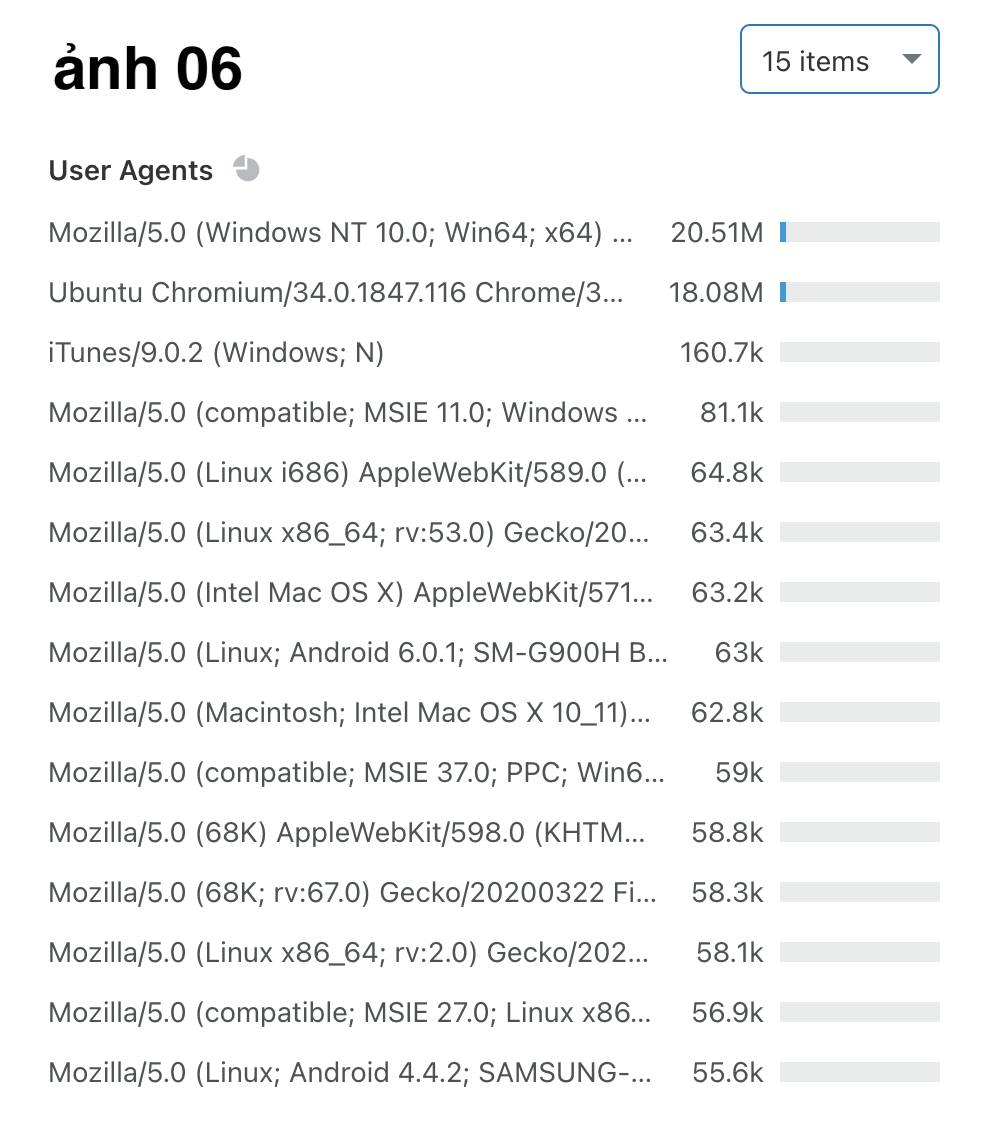 ảnh 06
15 items
User Agents
Mozilla/5.0 (Windows NT 10.0; Win64; x64) ... 20.51M
Ubuntu Chromium/34.0.1847.116 Chrome/3... 18.08M
iTunes/9.0.2 (Windows; N) 160.7k
Mozilla/5.0 (compatible; MSIE 11.0; Windows ... 81.1k
Mozilla/5.0 (Linux i686) AppleWebKit/589.0 (... 64.8k
Mozilla/5.0 (Linux x86_64; rv:53.0) Gecko/20... 63.4k
Mozilla/5.0 (Intel Mac OS X) AppleWebKit/571... 63.2k
Mozilla/5.0 (Linux; Android 6.0.1; SM-G900H B... 63k
Mozilla/5.0 (Macintosh; Intel Mac OS X 10_11)... 62.8k
Mozilla/5.0 (compatible; MSIE 37.0; PPC; Win6... 59k
Mozilla/5.0 (68K) AppleWebKit/598.0 (KHTM... 58.8k
Mozilla/5.0 (68K; rv:67.0) Gecko/20200322 Fi... 58.3k
Mozilla/5.0 (Linux x86_64; rv:2.0) Gecko/202... 58.1k
Mozilla/5.0 (compatible; MSIE 27.0; Linux x86... 56.9k
Mozilla/5.0 (Linux; Android 4.4.2; SAMSUNG-... 55.6k